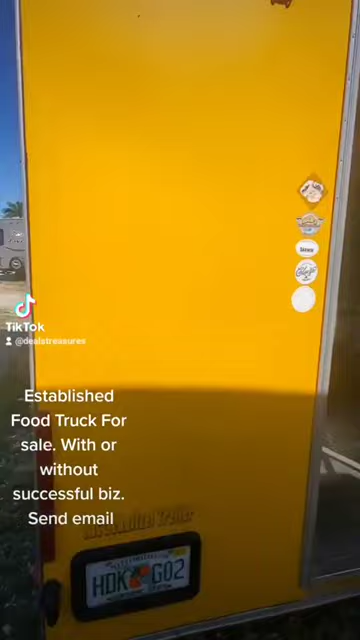 TikTok
@dealstreasures
Established
Food Truck For
sale. With or
without
successful biz.
Send email
HDK G02